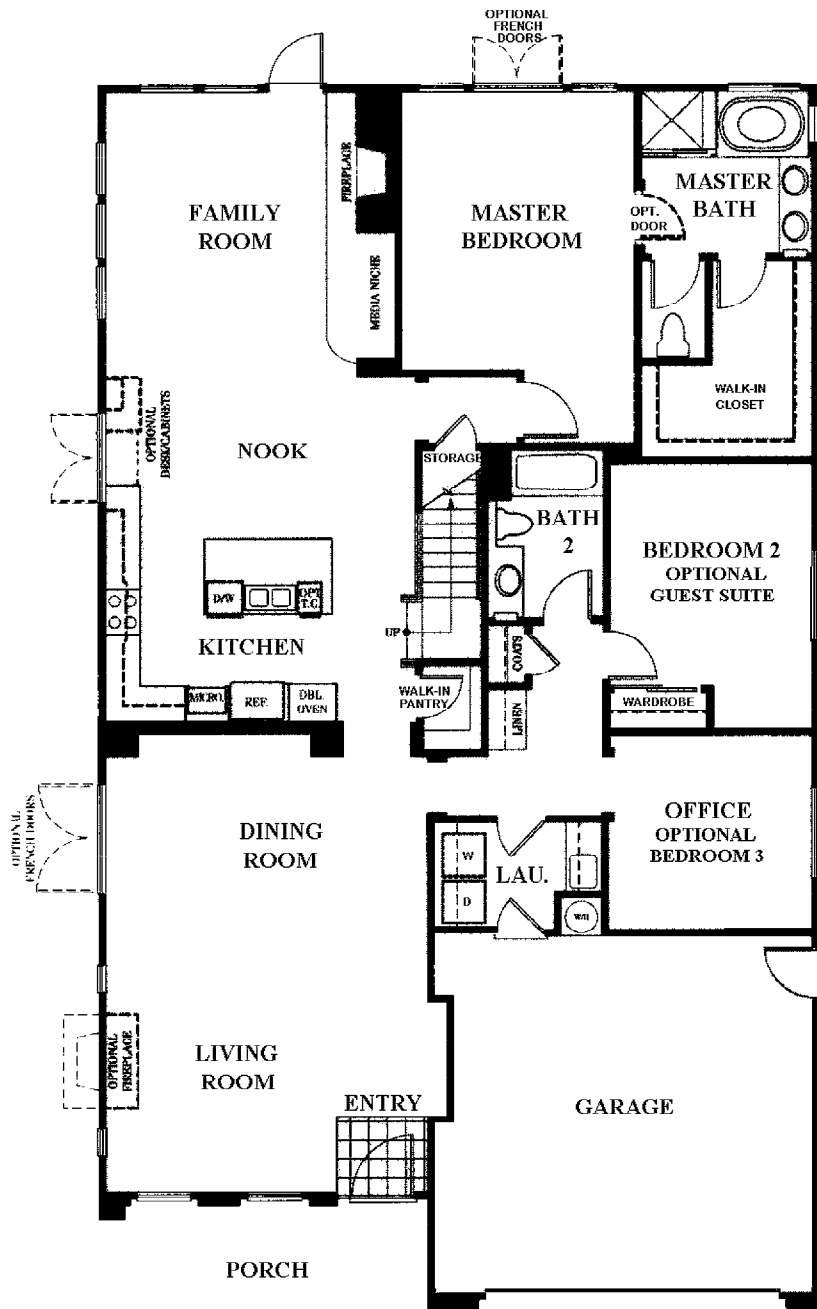 OPTIONAL
FRENCH
DOORS
FAMILY
ROOM
FIREPLACE
MEDIA NICHE
MASTER
BEDROOM
OPT.
DOOR
MASTER
BATH
WALK-IN
CLOSET
OPTIONAL
DESK/CABINETS
NOOK
STORAGE
BATH
2
BEDROOM 2
OPTIONAL
GUEST SUITE
D/W
OPT
T.C.
KITCHEN
UP
COATS
WALK-IN
PANTRY
LINEN
WARDROBE
MICRO.
REF.
DBL.
OVEN
OPTIONAL
FRENCH DOORS
DINING
ROOM
W
D
LAU.
W/H
OFFICE
OPTIONAL
BEDROOM 3
OPTIONAL
FIREPLACE
LIVING
ROOM
ENTRY
GARAGE
PORCH